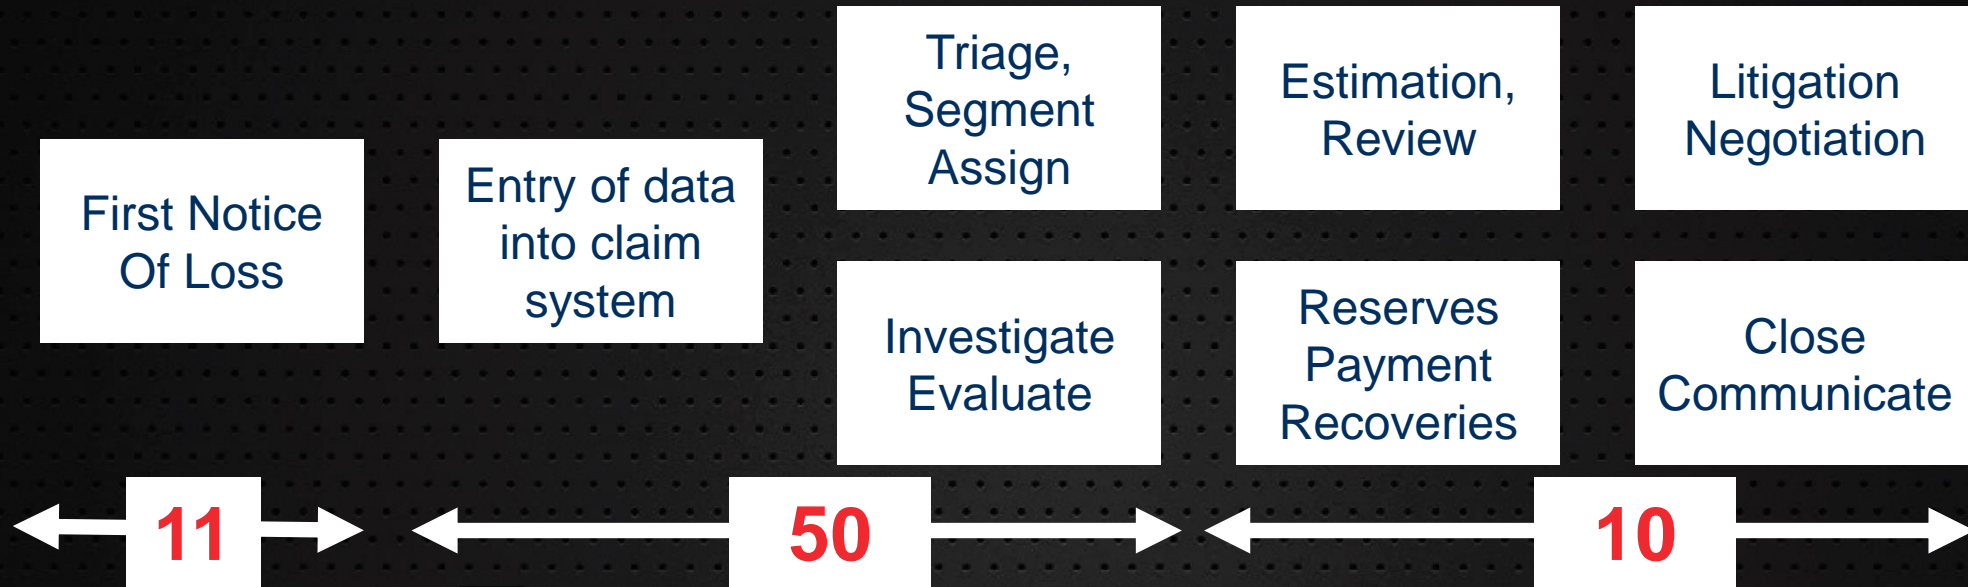 First Notice
Of Loss
Entry of data
into claim
system
Triage,
Segment
Assign
Investigate
Evaluate
Estimation,
Review
Reserves
Payment
Recoveries
Litigation
Negotiation
Close
Communicate
11
50
10